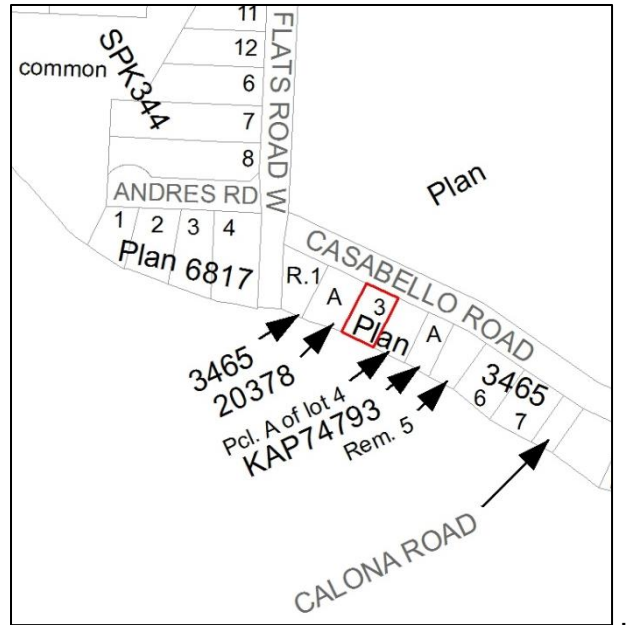 11
FLATS ROAD W
12
SPK344
common
6
7
8
Plan
ANDRES RD
1 2 3 4
Plan 6817
CASABELLO ROAD
R.1
A
3
Plan
A
3465
20378
3465
6
7
Pcl. A of lot 4
KAP74793
Rem. 5
CALONA ROAD
.